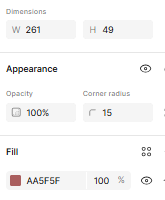 Dimensions
W 261 H 49
Appearance
Opacity Corner radius
100% 15
Fill
AA5F5F 100 %